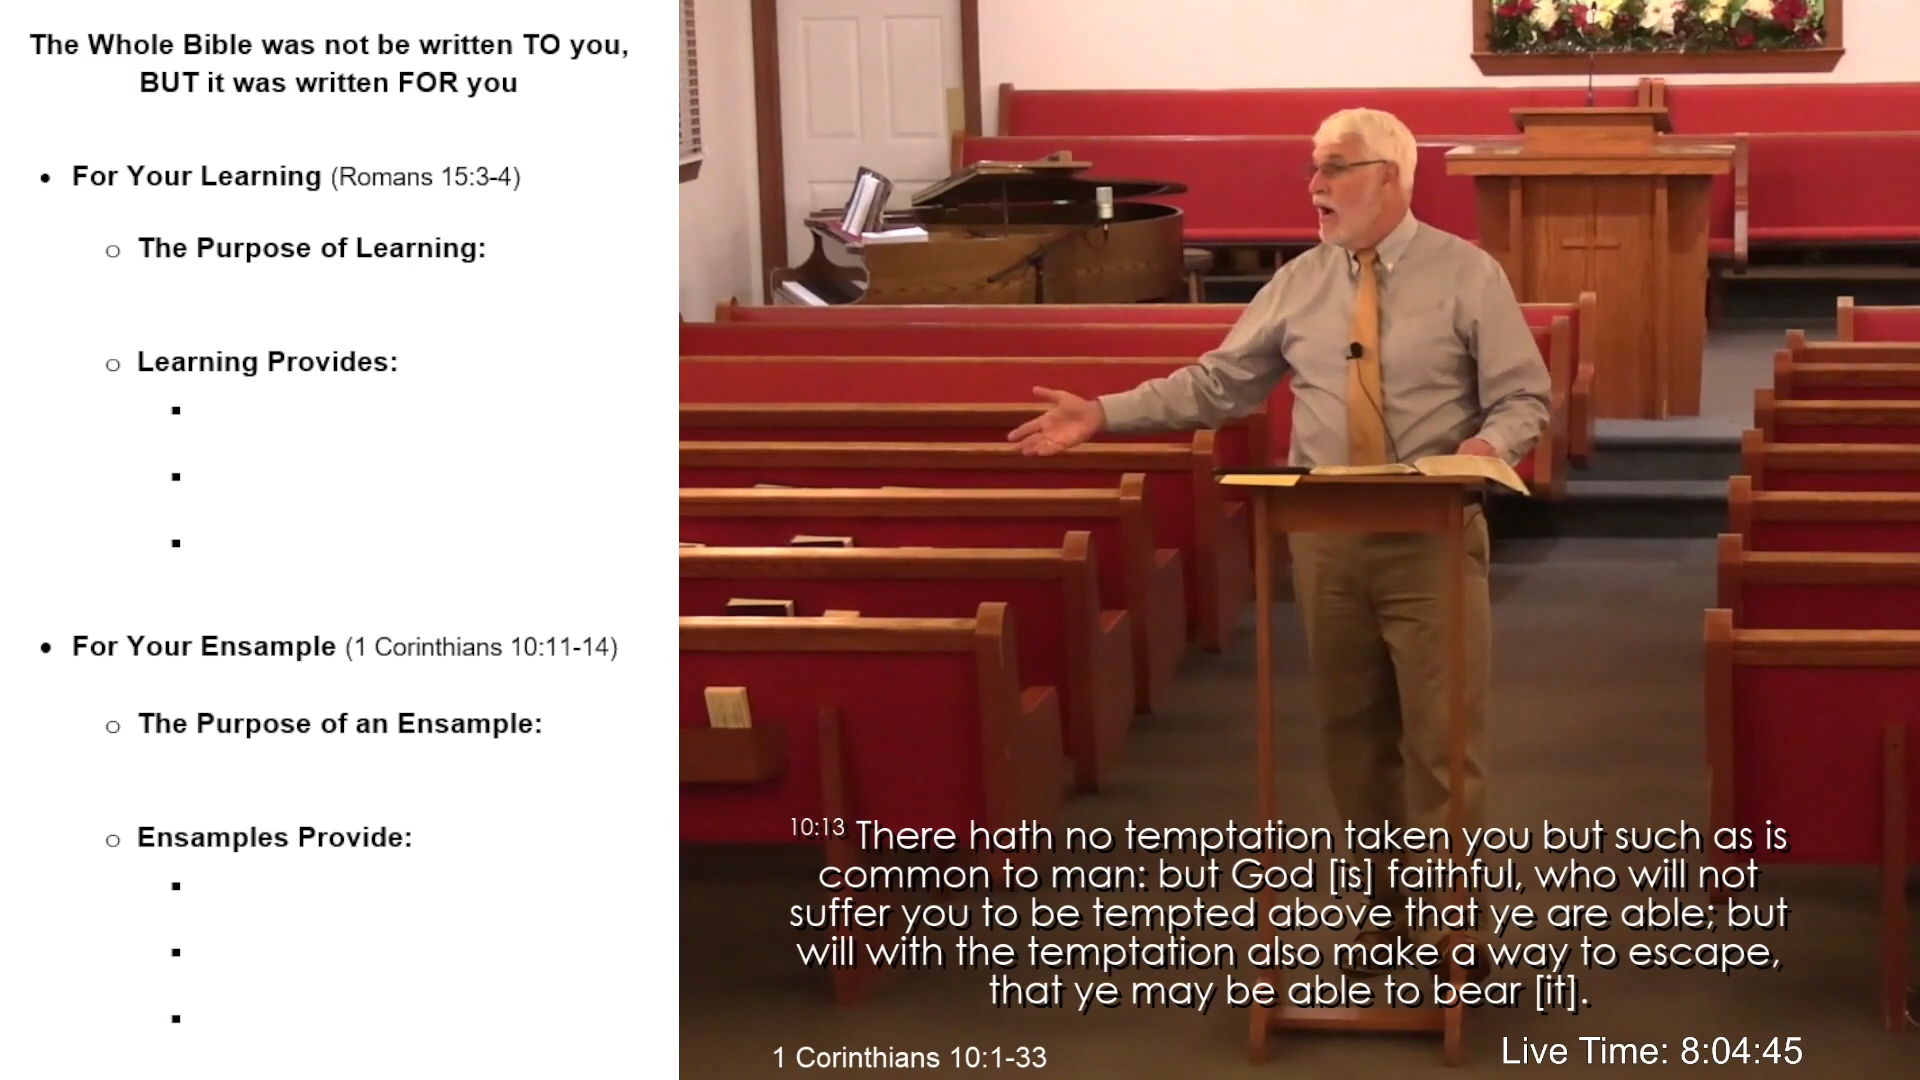 The Whole Bible was not be written TO you,
BUT it was written FOR you
• For Your Learning (Romans 15:3-4)
o The Purpose of Learning:
o Learning Provides:
▪
▪
▪
• For Your Ensample (1 Corinthians 10:11-14)
o The Purpose of an Ensample:
o Ensamples Provide:
▪
▪
▪
10:13 There hath no temptation taken you but such as is
common to man: but God [is] faithful, who will not
suffer you to be tempted above that ye are able; but
will with the temptation also make a way to escape,
that ye may be able to bear [it].
1 Corinthians 10:1-33
Live Time: 8:04:45